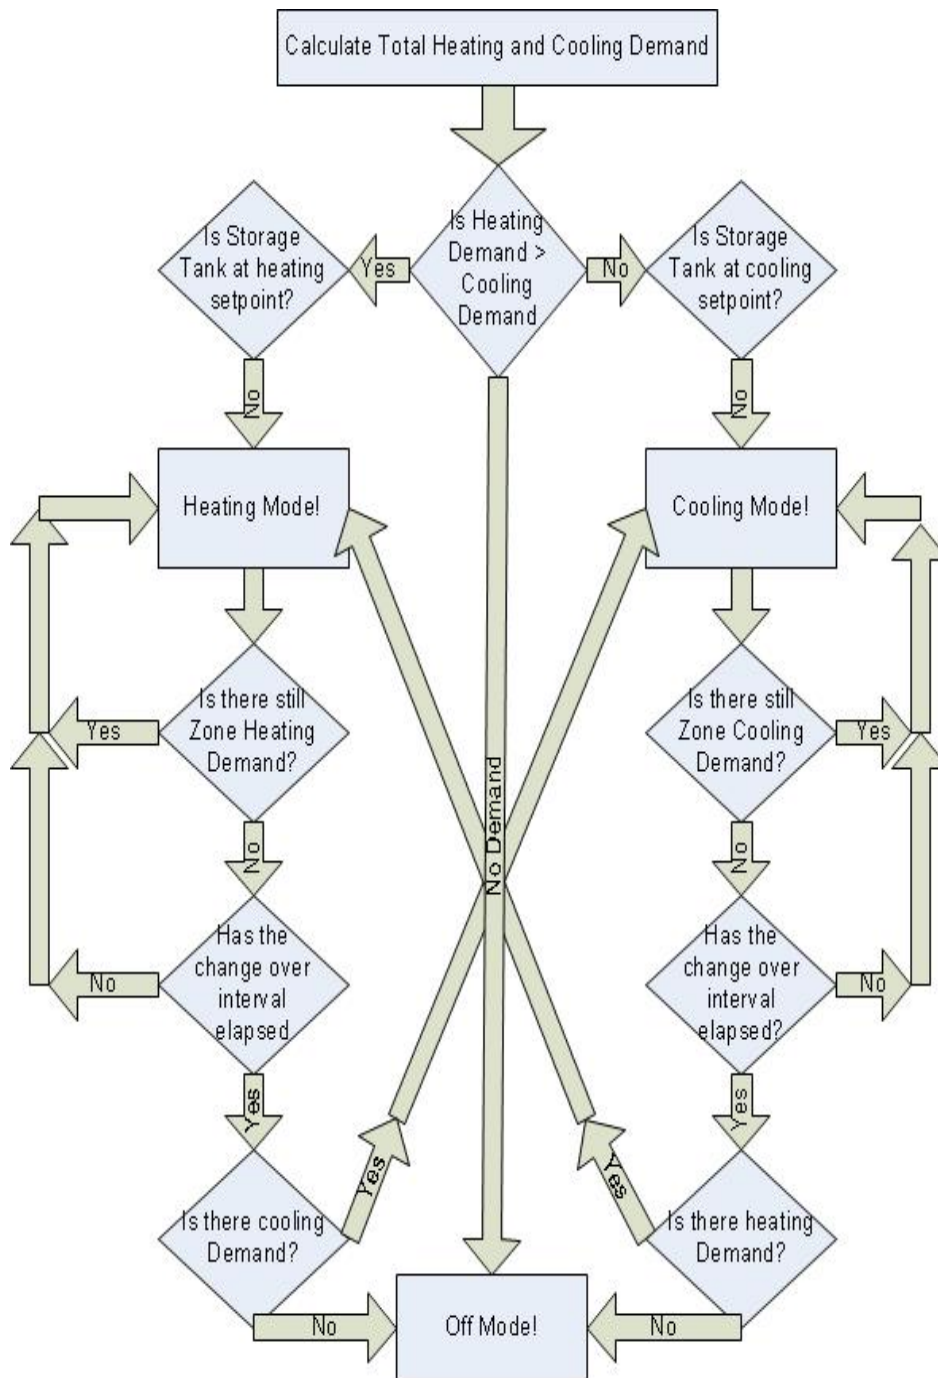 Calculate Total Heating and Cooling Demand
Is Heating
Demand >
Cooling
Demand
Yes
No
Is Storage
Tank at heating
setpoint?
Is Storage
Tank at cooling
setpoint?
No
No
Heating Mode!
Cooling Mode!
Is there still
Zone Heating
Demand?
Is there still
Zone Cooling
Demand?
Yes
Yes
No
No
No Demand
Has the
change over
interval
elapsed
Has the
change over
interval
elapsed?
No
No
Yes
Yes
Is there cooling
Demand?
Yes
Yes
Is there heating
Demand?
No
Off Mode!
No